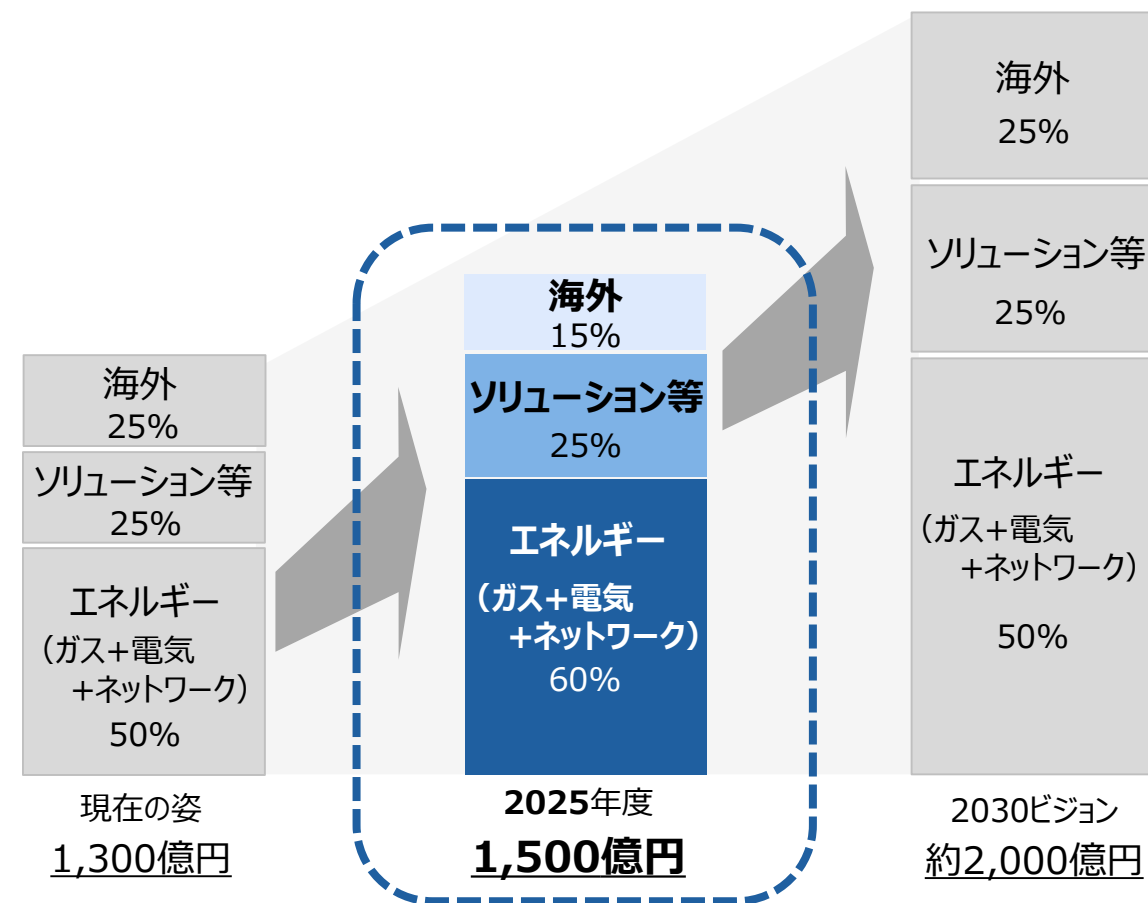 海外
25%
ソリューション等
25%
エネルギー
（ガス+電気
+ネットワーク）
50%
現在の姿
1,300億円
海外
15%
ソリューション等
25%
エネルギー
（ガス+電気
+ネットワーク）
60%
2025年度
1,500億円
海外
25%
ソリューション等
25%
エネルギー
（ガス+電気
+ネットワーク）
50%
2030ビジョン
約2,000億円